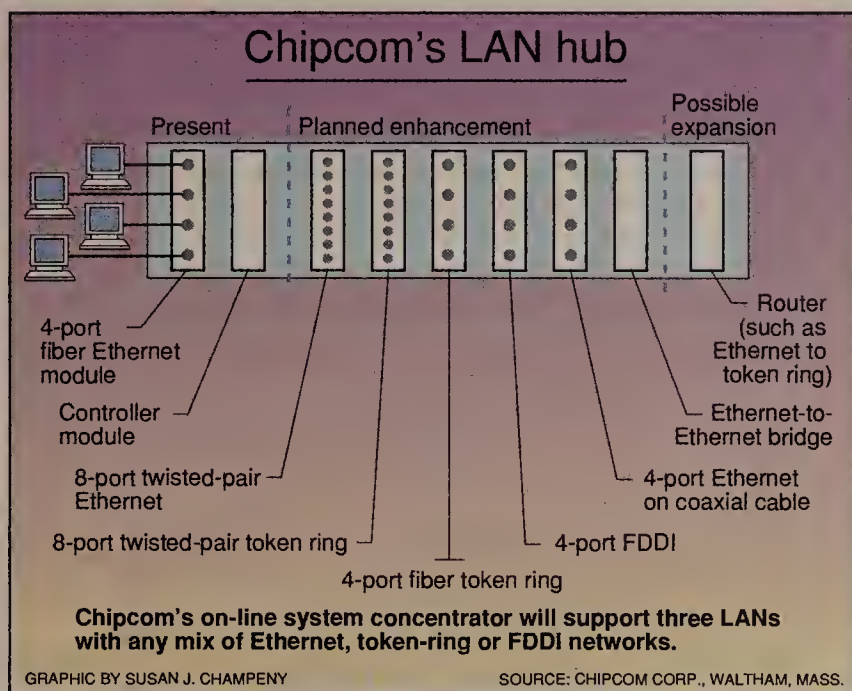 Chipcom's LAN hub
Present
Planned enhancement
Possible
expansion
4-port
fiber Ethernet
module
Controller
module
8-port twisted-pair
Ethernet
8-port twisted-pair token ring
4-port fiber token ring
4-port FDDI
4-port Ethernet
on coaxial cable
Ethernet-to-
Ethernet bridge
Router
(such as
Ethernet to
token ring)
Chipcom's on-line system concentrator will support three LANs
with any mix of Ethernet, token-ring or FDDI networks.
GRAPHIC BY SUSAN J. CHAMPENY
SOURCE: CHIPCOM CORP., WALTHAM, MASS.